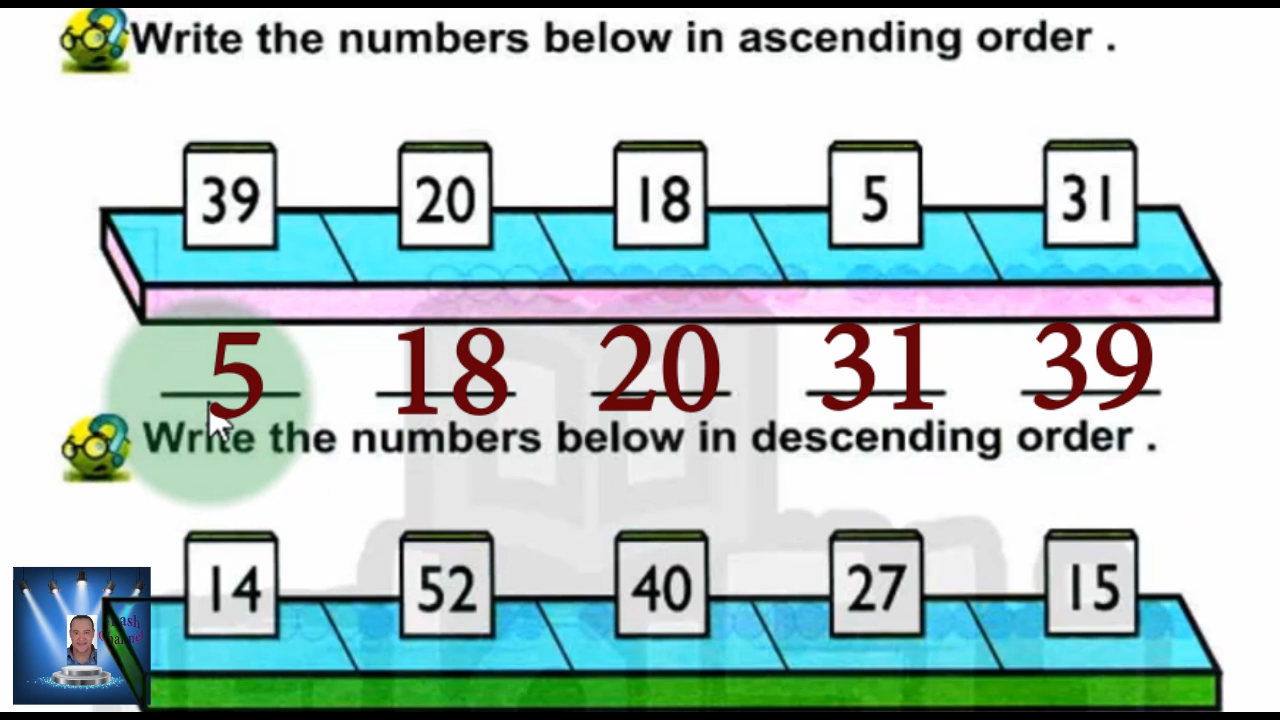 Write the numbers below in ascending order .
39 20 18 5 31
5 18 20 31 39
Write the numbers below in descending order .
14 52 40 27 15
Channel